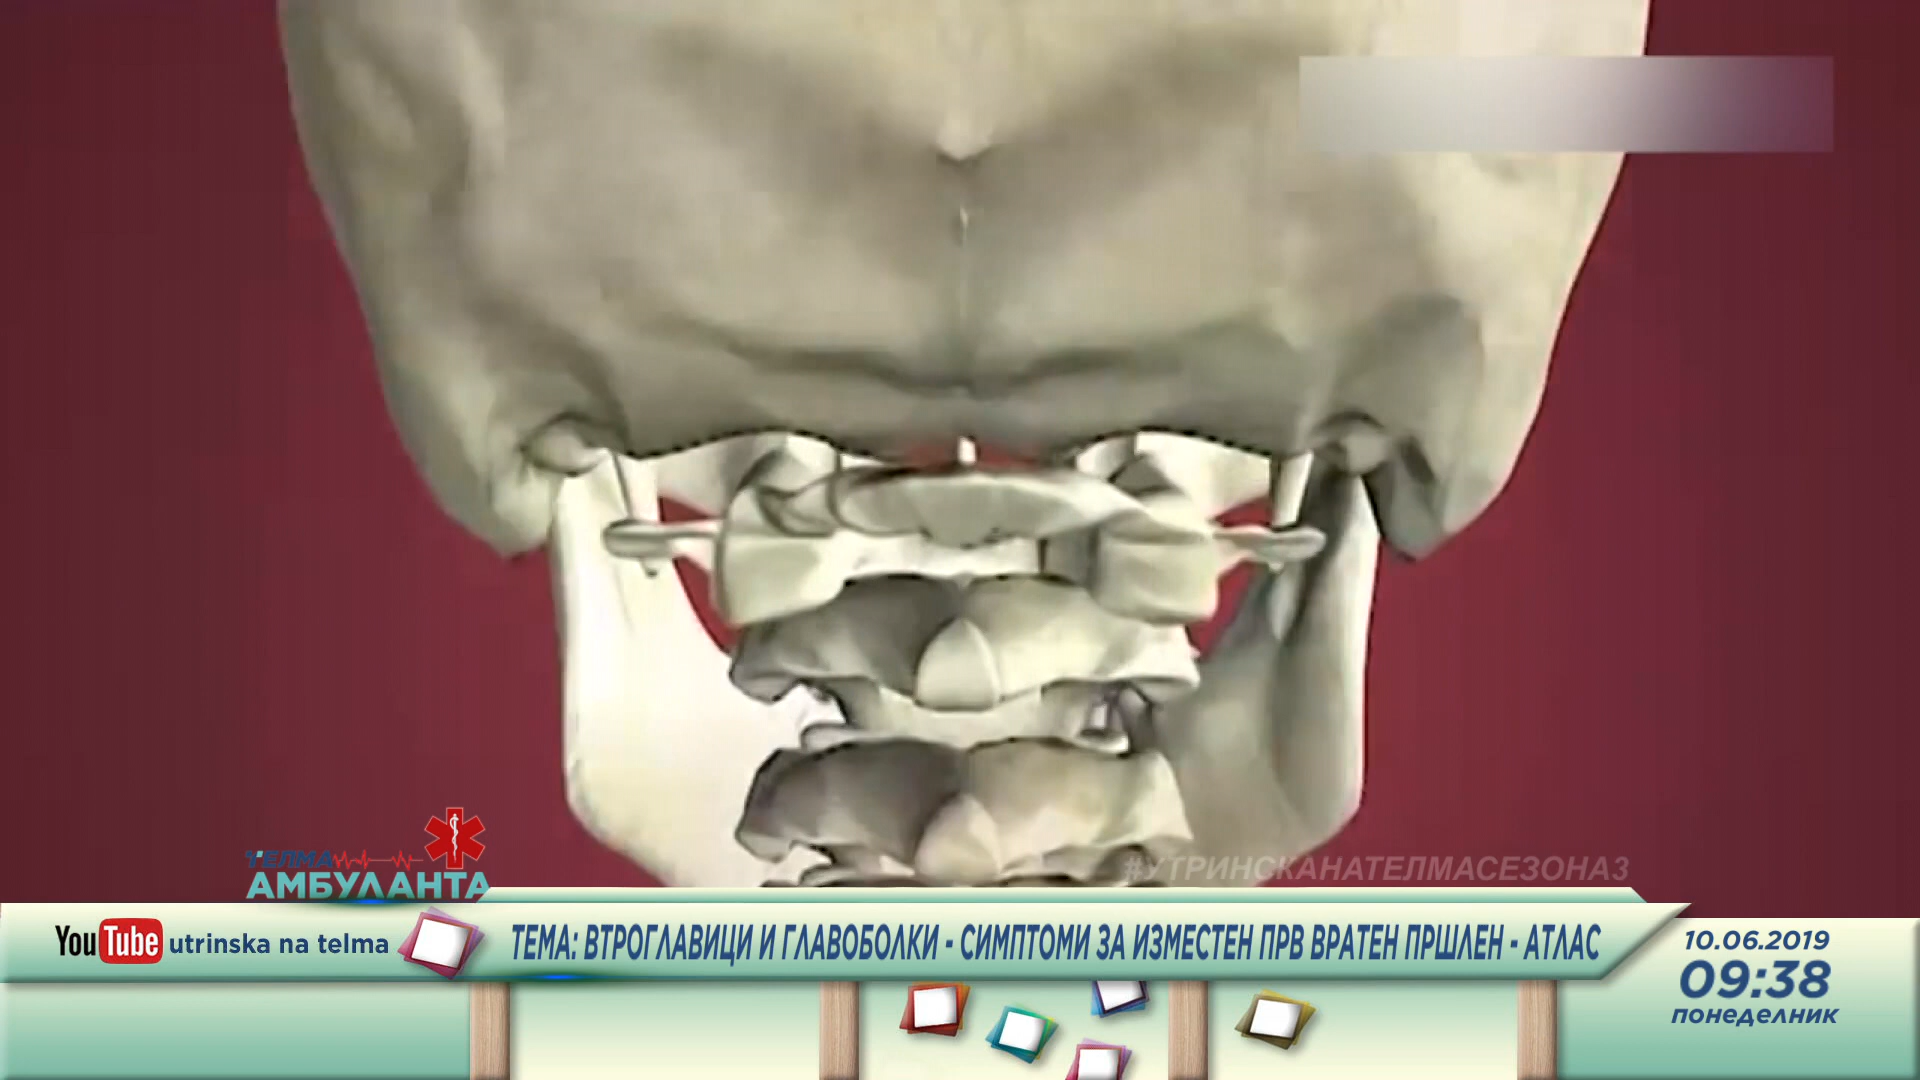 #УТРИНСКАНАТЕЛМАСЕЗОНА3
ТЕЛМА
АМБУЛАНТА
YouTube utrinska na telma
ТЕМА: ВТРОГЛАВИЦИ И ГЛАВОБОЛКИ - СИМПТОМИ ЗА ИЗМЕСТЕН ПРВ ВРАТЕН ПРШЛЕН - АТЛАС
10.06.2019
09:38
понеделник